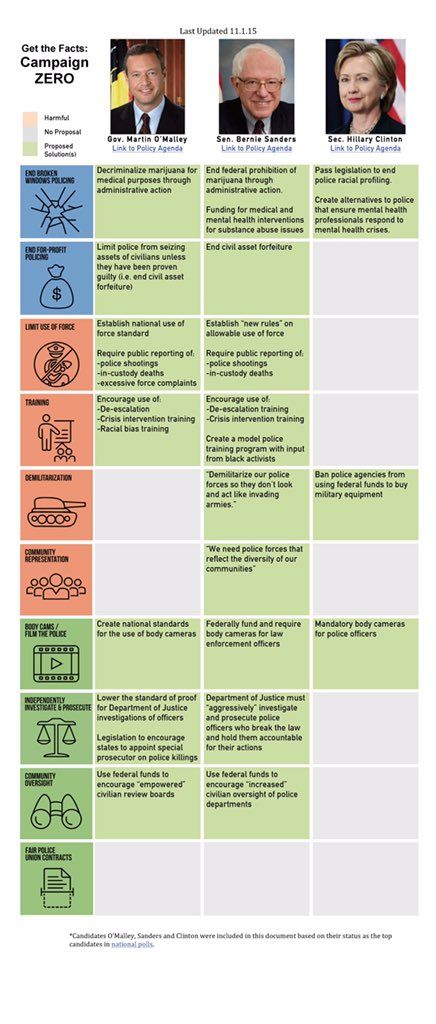 Last Updated 11.1.15
Get the Facts:
Campaign
ZERO
Harmful
No Proposal
Proposed
Solution(s)
Gov. Martin O'Malley
Link to Policy Agenda
Sen. Bernie Sanders
Link to Policy Agenda
Sec. Hillary Clinton
Link to Policy Agenda
END BROKEN
WINDOWS POLICING
Decriminalize marijuana for
medical purposes through
administrative action
End federal prohibition of
marijuana through
administrative action.
Funding for medical and
mental health interventions
for substance abuse issues
Pass legislation to end
police racial profiling.
Create alternatives to police
that ensure mental health
professionals respond to
mental health crises.
END FOR-PROFIT
POLICING
$
Limit police from seizing
assets of civilians unless
they have been proven
guilty (i.e. end civil asset
forfeiture)
End civil asset forfeiture
LIMIT USE OF FORCE
Establish national use of
force standard
Require public reporting of:
-police shootings
-in-custody deaths
-excessive force complaints
Establish "new rules" on
allowable use of force
Require public reporting of:
-police shootings
-in-custody deaths
TRAINING
Encourage use of:
-De-escalation
-Crisis intervention training
-Racial bias training
Encourage use of:
-De-escalation training
-Crisis intervention training
Create a model police
training program with input
from black activists
DEMILITARIZATION
"Demilitarize our police
forces so they don't look
and act like invading
armies."
Ban police agencies from
using federal funds to buy
military equipment
COMMUNITY
REPRESENTATION
"We need police forces that
reflect the diversity of our
communities"
BODY CAMS /
FILM THE POLICE
Create national standards
for the use of body cameras
Federally fund and require
body cameras for law
enforcement officers
Mandatory body cameras
for police officers
INDEPENDENTLY
INVESTIGATE & PROSECUTE
Lower the standard of proof
for Department of Justice
investigations of officers
Legislation to encourage
states to appoint special
prosecutor on police killings
Department of Justice must
"aggressively" investigate
and prosecute police
officers who break the law
and hold them accountable
for their actions
COMMUNITY
OVERSIGHT
Use federal funds to
encourage "empowered"
civilian review boards
Use federal funds to
encourage "increased"
civilian oversight of police
departments
FAIR POLICE
UNION CONTRACTS
*Candidates O'Malley, Sanders and Clinton were included in this document based on their status as the top
candidates in national polls.